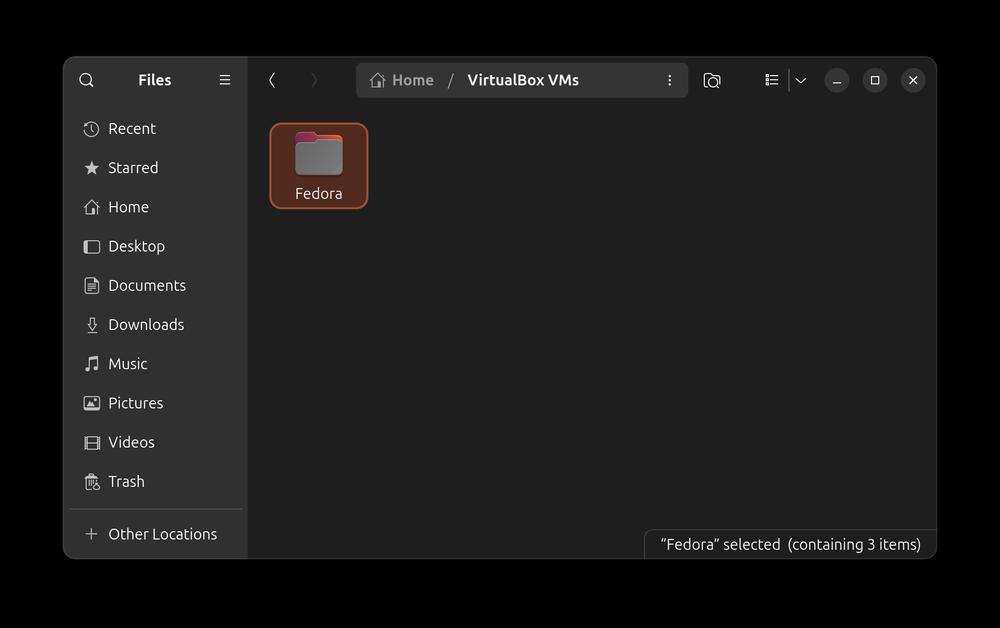 Files
Home / VirtualBox VMs
Recent
Starred
Home
Desktop
Documents
Downloads
Music
Pictures
Videos
Trash
Other Locations
Fedora
“Fedora” selected (containing 3 items)